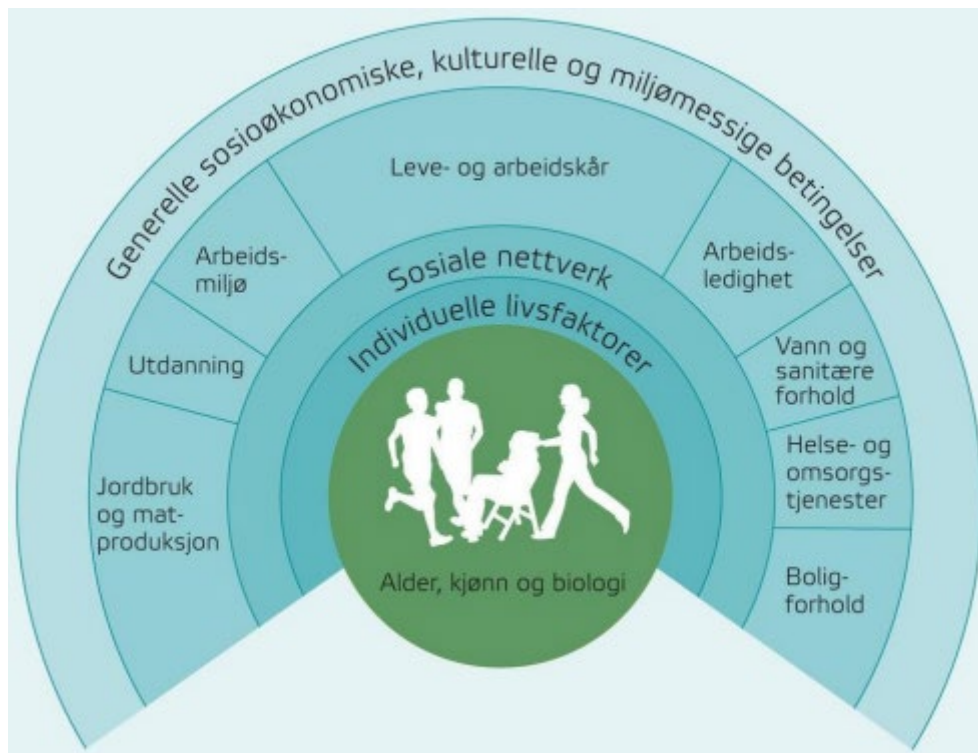 Generelle sosioøkonomiske, kulturelle og miljømessige betingelser
Leve- og arbeidskår
Arbeids-
miljø
Arbeids-
ledighet
Sosiale nettverk
Individuelle livsfaktorer
Utdanning
Vann og
sanitære
forhold
Jordbruk
og mat-
produksjon
Helse- og
omsorgs-
tjenester
Alder, kjønn og biologi
Bolig-
forhold